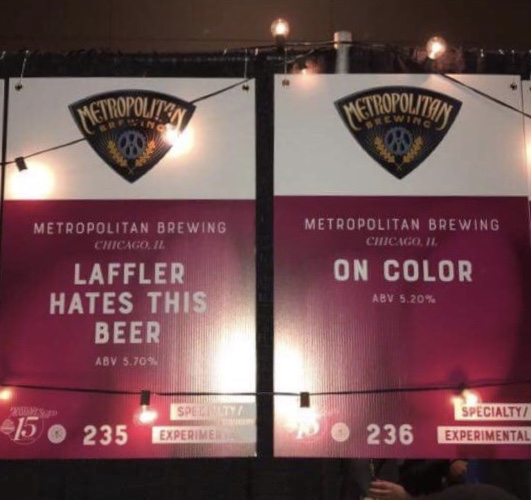 METROPOLITAN
BREWING
METROPOLITAN BREWING
CHICAGO, IL
LAFFLER
HATES THIS
BEER
ABV 5.70%
15
235
SPECIALTY/
EXPERIMENTAL
METROPOLITAN
BREWING
METROPOLITAN BREWING
CHICAGO, IL
ON COLOR
ABV 5.20%
15
236
SPECIALTY/
EXPERIMENTAL